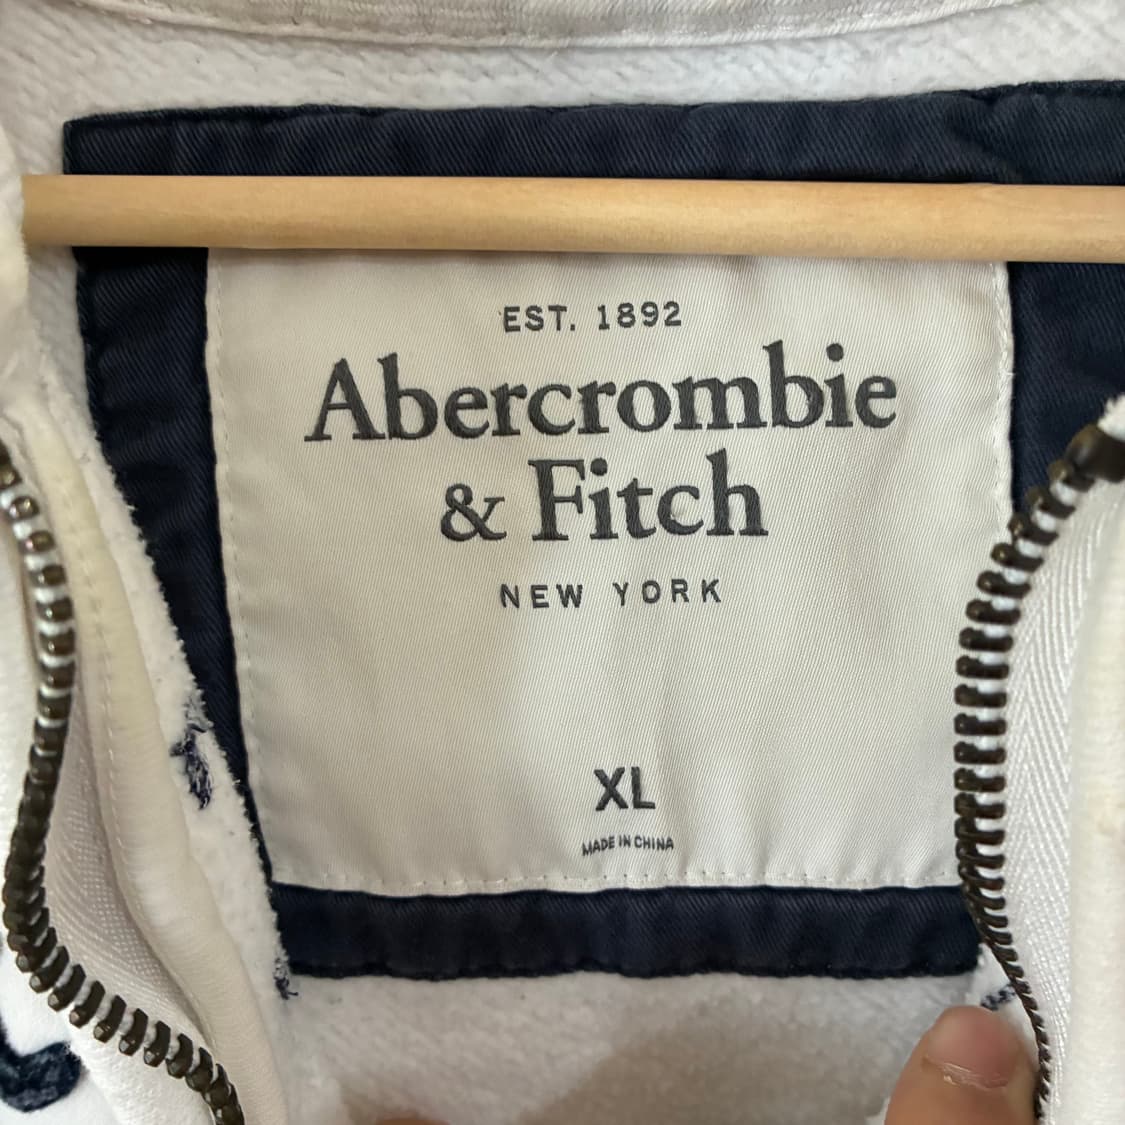 EST. 1892
Abercrombie
& Fitch
NEW YORK
XL
MADE IN CHINA